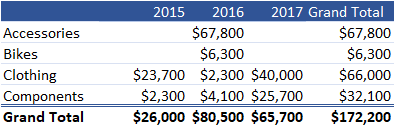 2015 2016 2017 Grand Total
Accessories $67,800 $67,800
Bikes $6,300 $6,300
Clothing $23,700 $2,300 $40,000 $66,000
Components $2,300 $4,100 $25,700 $32,100
Grand Total $26,000 $80,500 $65,700 $172,200